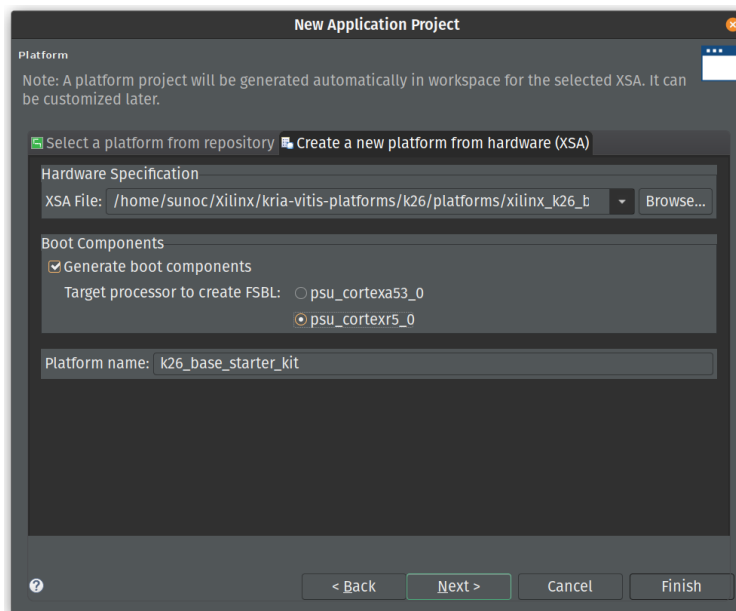 New Application Project
Platform
Note: A platform project will be generated automatically in workspace for the selected XSA. It can
be customized later.
Select a platform from repository Create a new platform from hardware (XSA)
Hardware Specification
XSA File: /home/sunoc/Xilinx/kria-vitis-platforms/k26/platforms/xilinx_k26_b Browse...
Boot Components
Generate boot components
Target processor to create FSBL: psu_cortexa53_0
psu_cortexr5_0
Platform name: k26_base_starter_kit
< Back Next > Cancel Finish